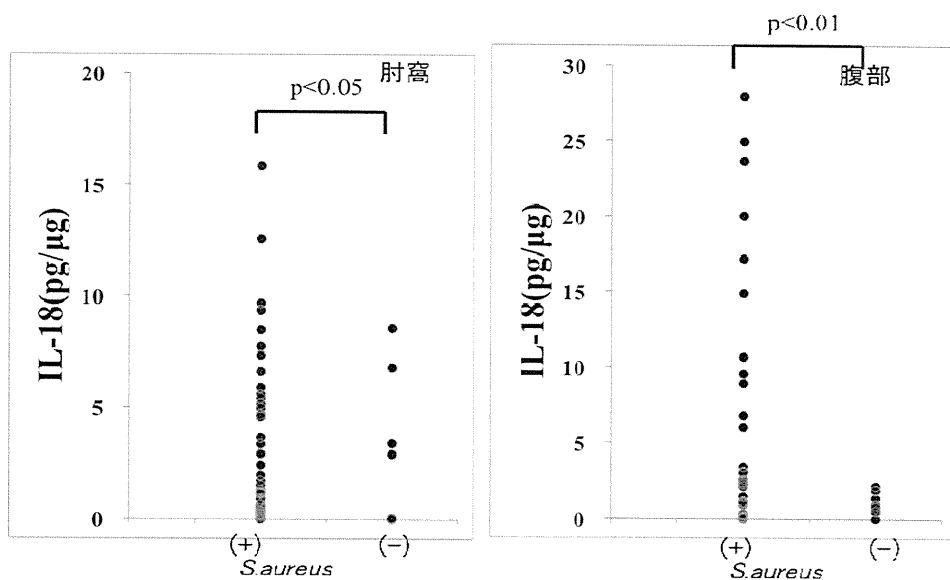 肘窩
p<0.05
IL-18(pg/μg)
20
15
10
5
0
(+)
(−)
S.aureus
p<0.01
腹部
IL-18(pg/μg)
30
25
20
15
10
5
0
(+)
(−)
S.aureus